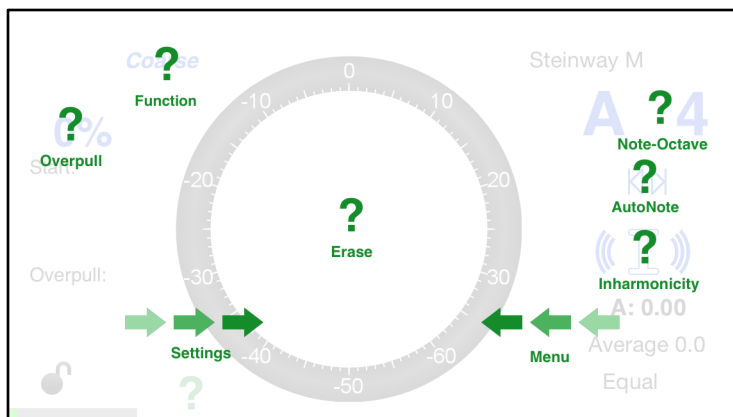 Coarse
?
Function
0
Steinway M
-10
10
0%
?
Overpull
A 4
?
Note-Octave
Start:
-20
20
?
AutoNote
?
Erase
I
?
Inharmonicity
Overpull:
-30
30
A: 0.00
Settings
-40
-60
Menu
Average 0.0
?
-50
Equal